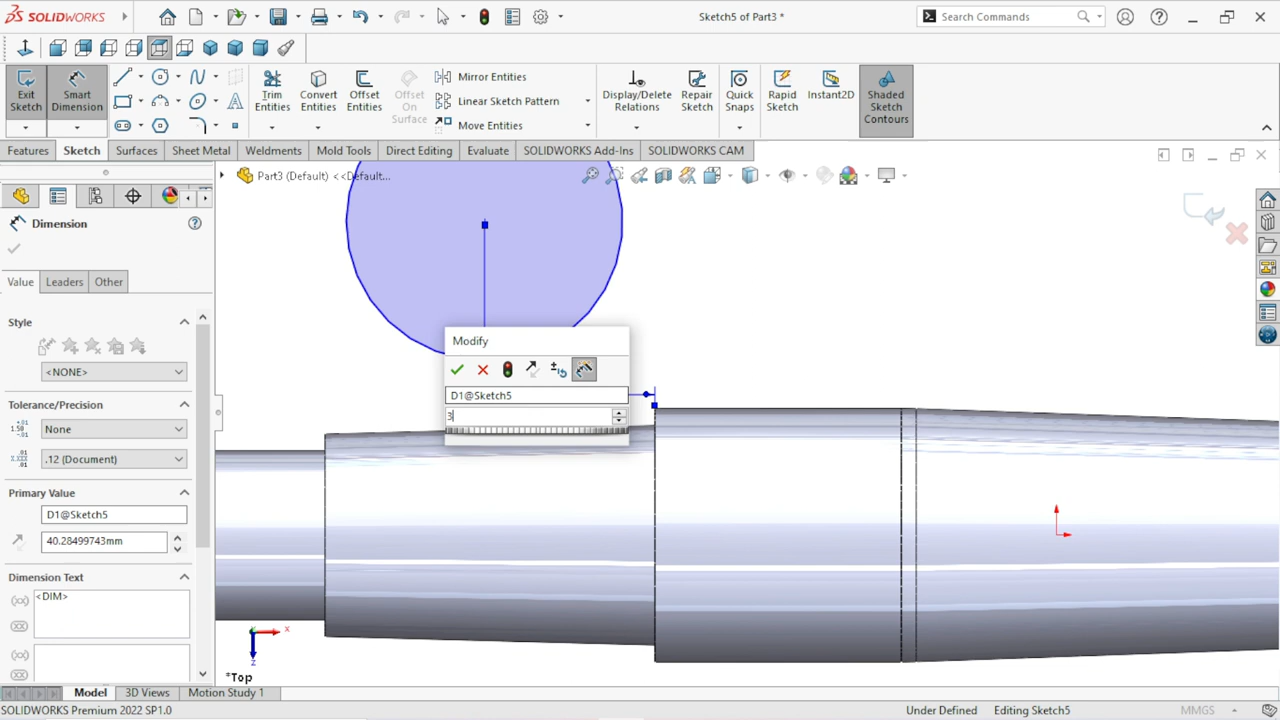 SOLIDWORKS
Sketch5 of Part3 *
Search Commands
Exit Sketch
Smart Dimension
Trim Entities
Convert Entities
Offset Entities
Offset On Surface
Mirror Entities
Linear Sketch Pattern
Move Entities
Display/Delete Relations
Repair Sketch
Quick Snaps
Rapid Sketch
Instant2D
Shaded Sketch Contours
Features
Sketch
Surfaces
Sheet Metal
Weldments
Mold Tools
Direct Editing
Evaluate
SOLIDWORKS Add-Ins
SOLIDWORKS CAM
Part3 (Default) <<Default...
Dimension
Value
Leaders
Other
Style
<NONE>
Tolerance/Precision
None
.12 (Document)
Primary Value
D1@Sketch5
40.28499743mm
Dimension Text
<DIM>
Modify
D1@Sketch5
3
x
z
*Top
Model
3D Views
Motion Study 1
SOLIDWORKS Premium 2022 SP1.0
Under Defined
Editing Sketch5
MMGS